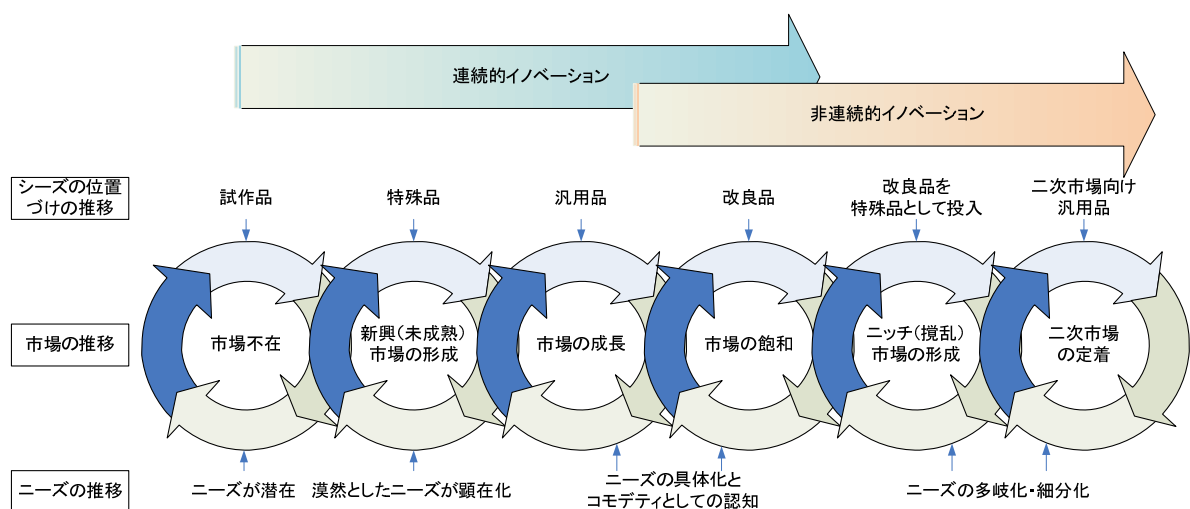 連続的イノベーション
非連続的イノベーション
シーズの位置
づけの推移
試作品
特殊品
汎用品
改良品
改良品を
特殊品として投入
二次市場向け
汎用品
市場の推移
市場不在
新興(未成熟)
市場の形成
市場の成長
市場の飽和
ニッチ(撹乱)
市場の形成
二次市場
の定着
ニーズの推移
ニーズが潜在
漠然としたニーズが顕在化
ニーズの具体化と
コモデティとしての認知
ニーズの多岐化・細分化